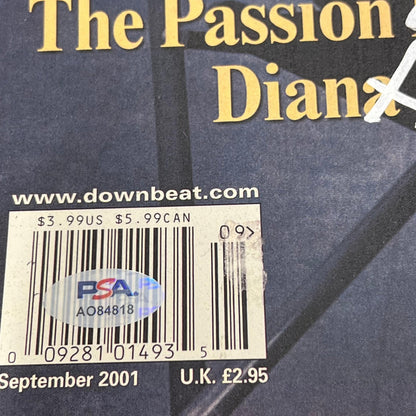 The Passion
Diana
www.downbeat.com
$3.99US $5.99CAN
09>
PSA
AO84818
0 09281 01493 5
September 2001 U.K. £2.95